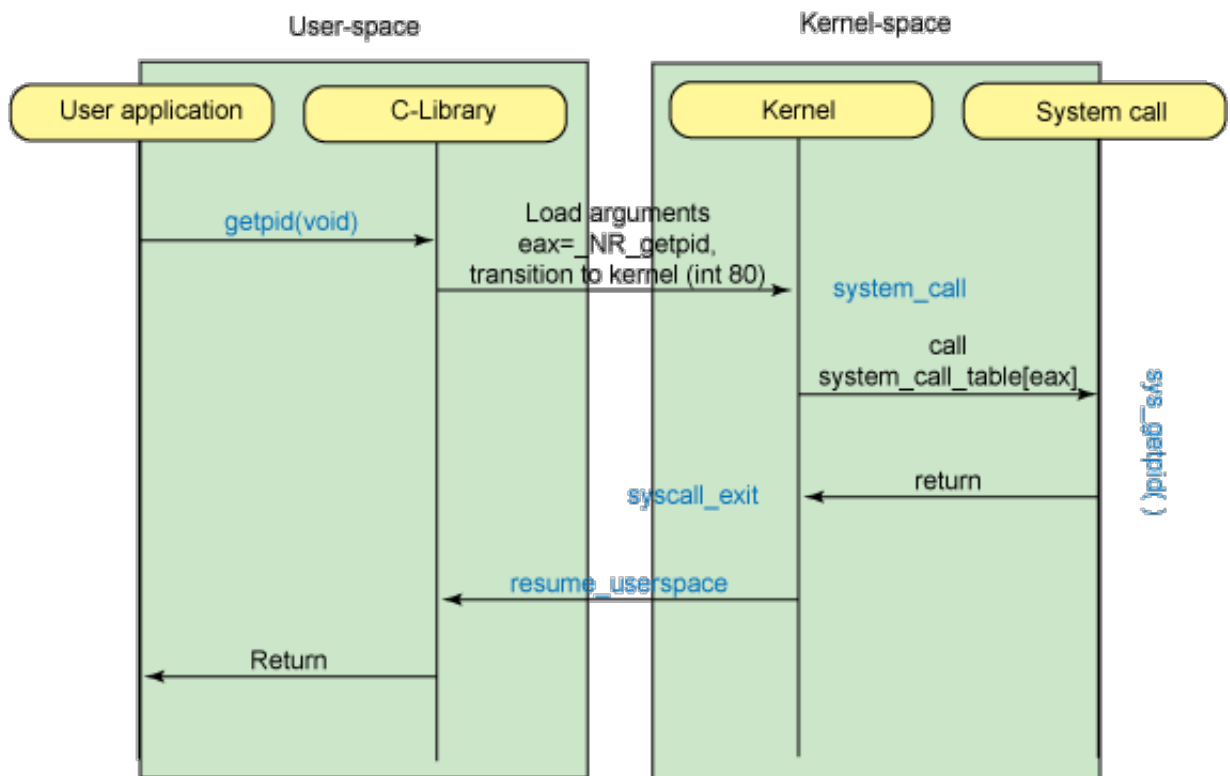 User-space
Kernel-space
User application
C-Library
Kernel
System call
getpid(void)
Load arguments
eax=_NR_getpid,
transition to kernel (int 80)
system_call
call
system_call_table[eax]
sys_getpid( )
return
syscall_exit
resume_userspace
Return